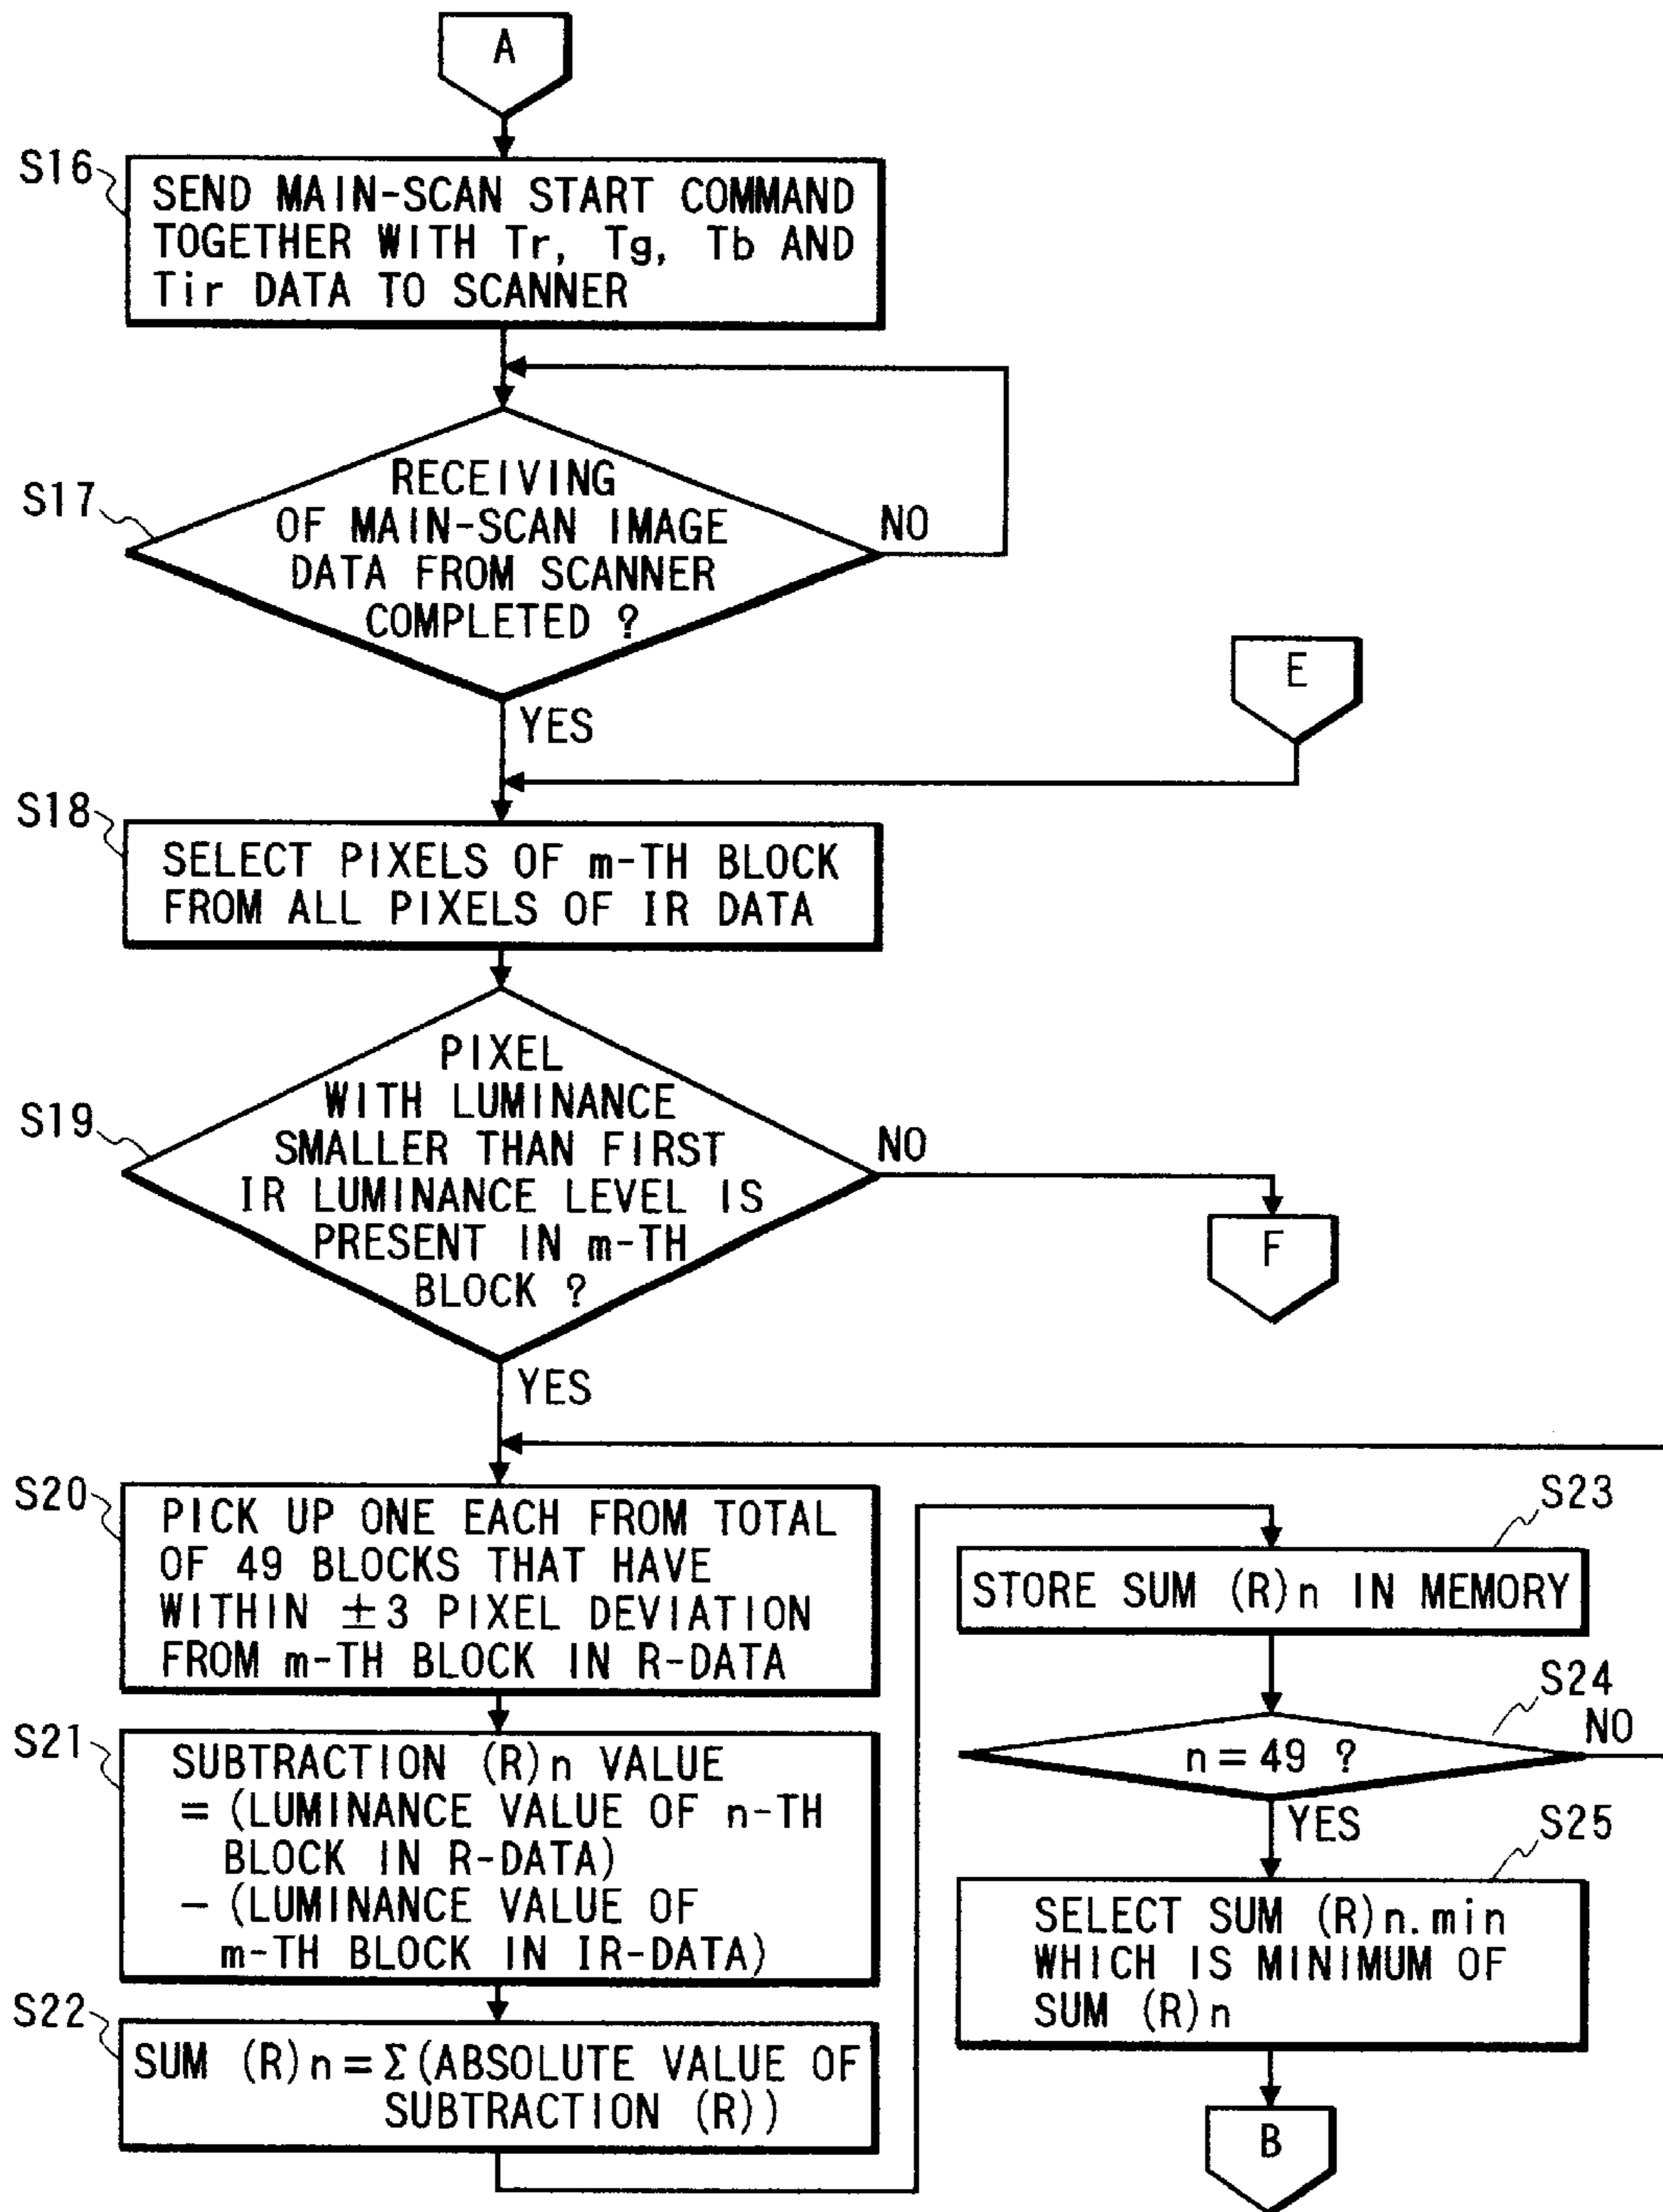 A
S16
SEND MAIN-SCAN START COMMAND
TOGETHER WITH Tr, Tg, Tb AND
Tir DATA TO SCANNER
S17
RECEIVING
OF MAIN-SCAN IMAGE
DATA FROM SCANNER
COMPLETED ?
NO
YES
E
S18
SELECT PIXELS OF m-TH BLOCK
FROM ALL PIXELS OF IR DATA
S19
PIXEL
WITH LUMINANCE
SMALLER THAN FIRST
IR LUMINANCE LEVEL IS
PRESENT IN m-TH
BLOCK ?
NO
F
YES
S20
PICK UP ONE EACH FROM TOTAL
OF 49 BLOCKS THAT HAVE
WITHIN ±3 PIXEL DEVIATION
FROM m-TH BLOCK IN R-DATA
S21
SUBTRACTION (R)n VALUE
= (LUMINANCE VALUE OF n-TH
BLOCK IN R-DATA)
− (LUMINANCE VALUE OF
m-TH BLOCK IN IR-DATA)
S22
SUM (R)n=Σ(ABSOLUTE VALUE OF
SUBTRACTION (R))
S23
STORE SUM (R)n IN MEMORY
S24
n=49 ?
NO
YES
S25
SELECT SUM (R)n.min
WHICH IS MINIMUM OF
SUM (R)n
B